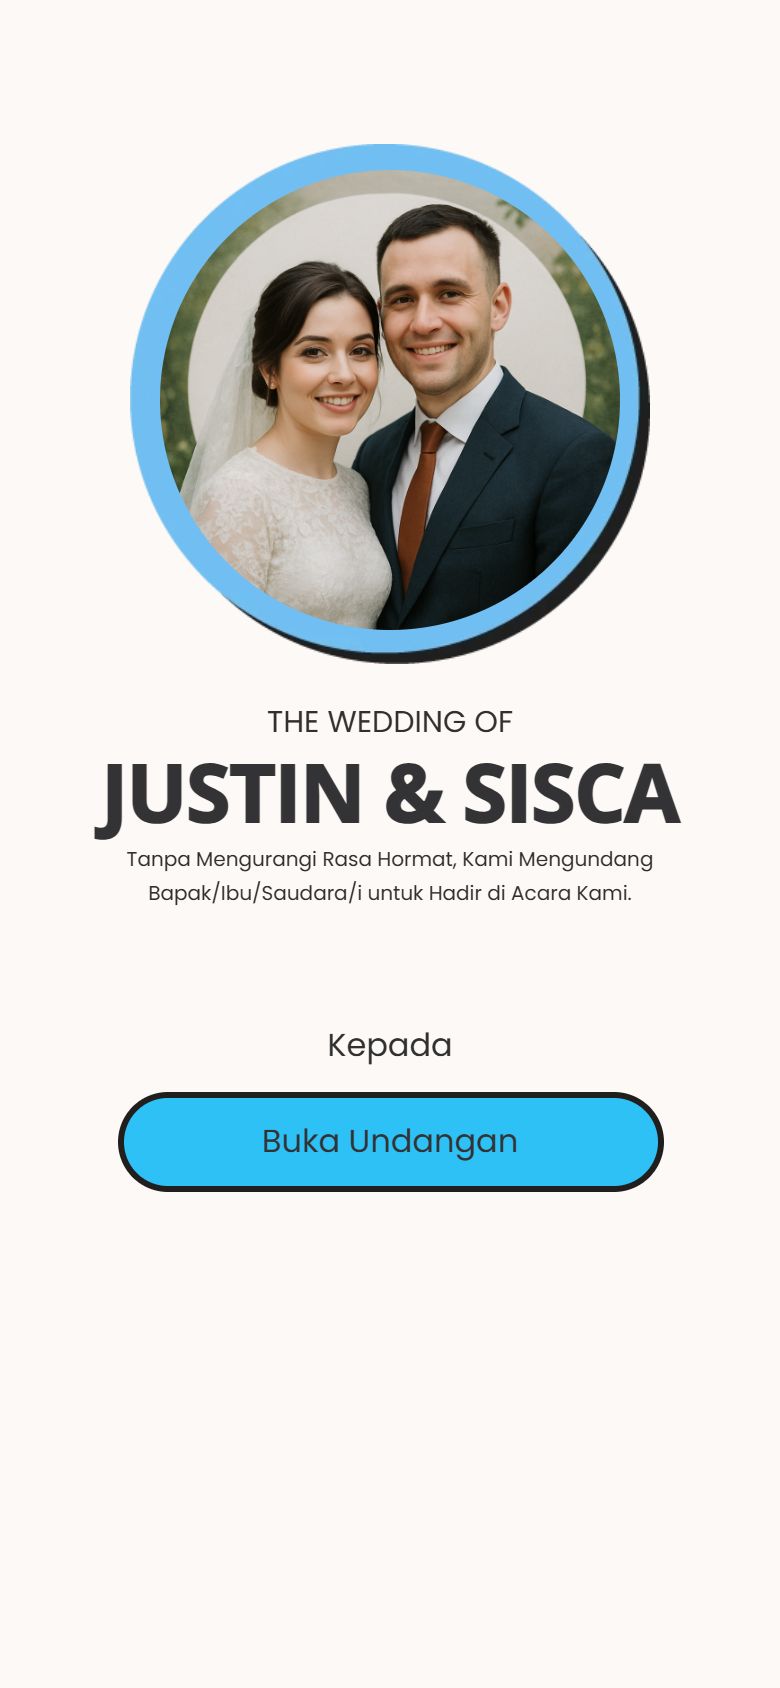 THE WEDDING OF
JUSTIN & SISCA
Tanpa Mengurangi Rasa Hormat, Kami Mengundang
Bapak/Ibu/Saudara/i untuk Hadir di Acara Kami.
Kepada
Buka Undangan